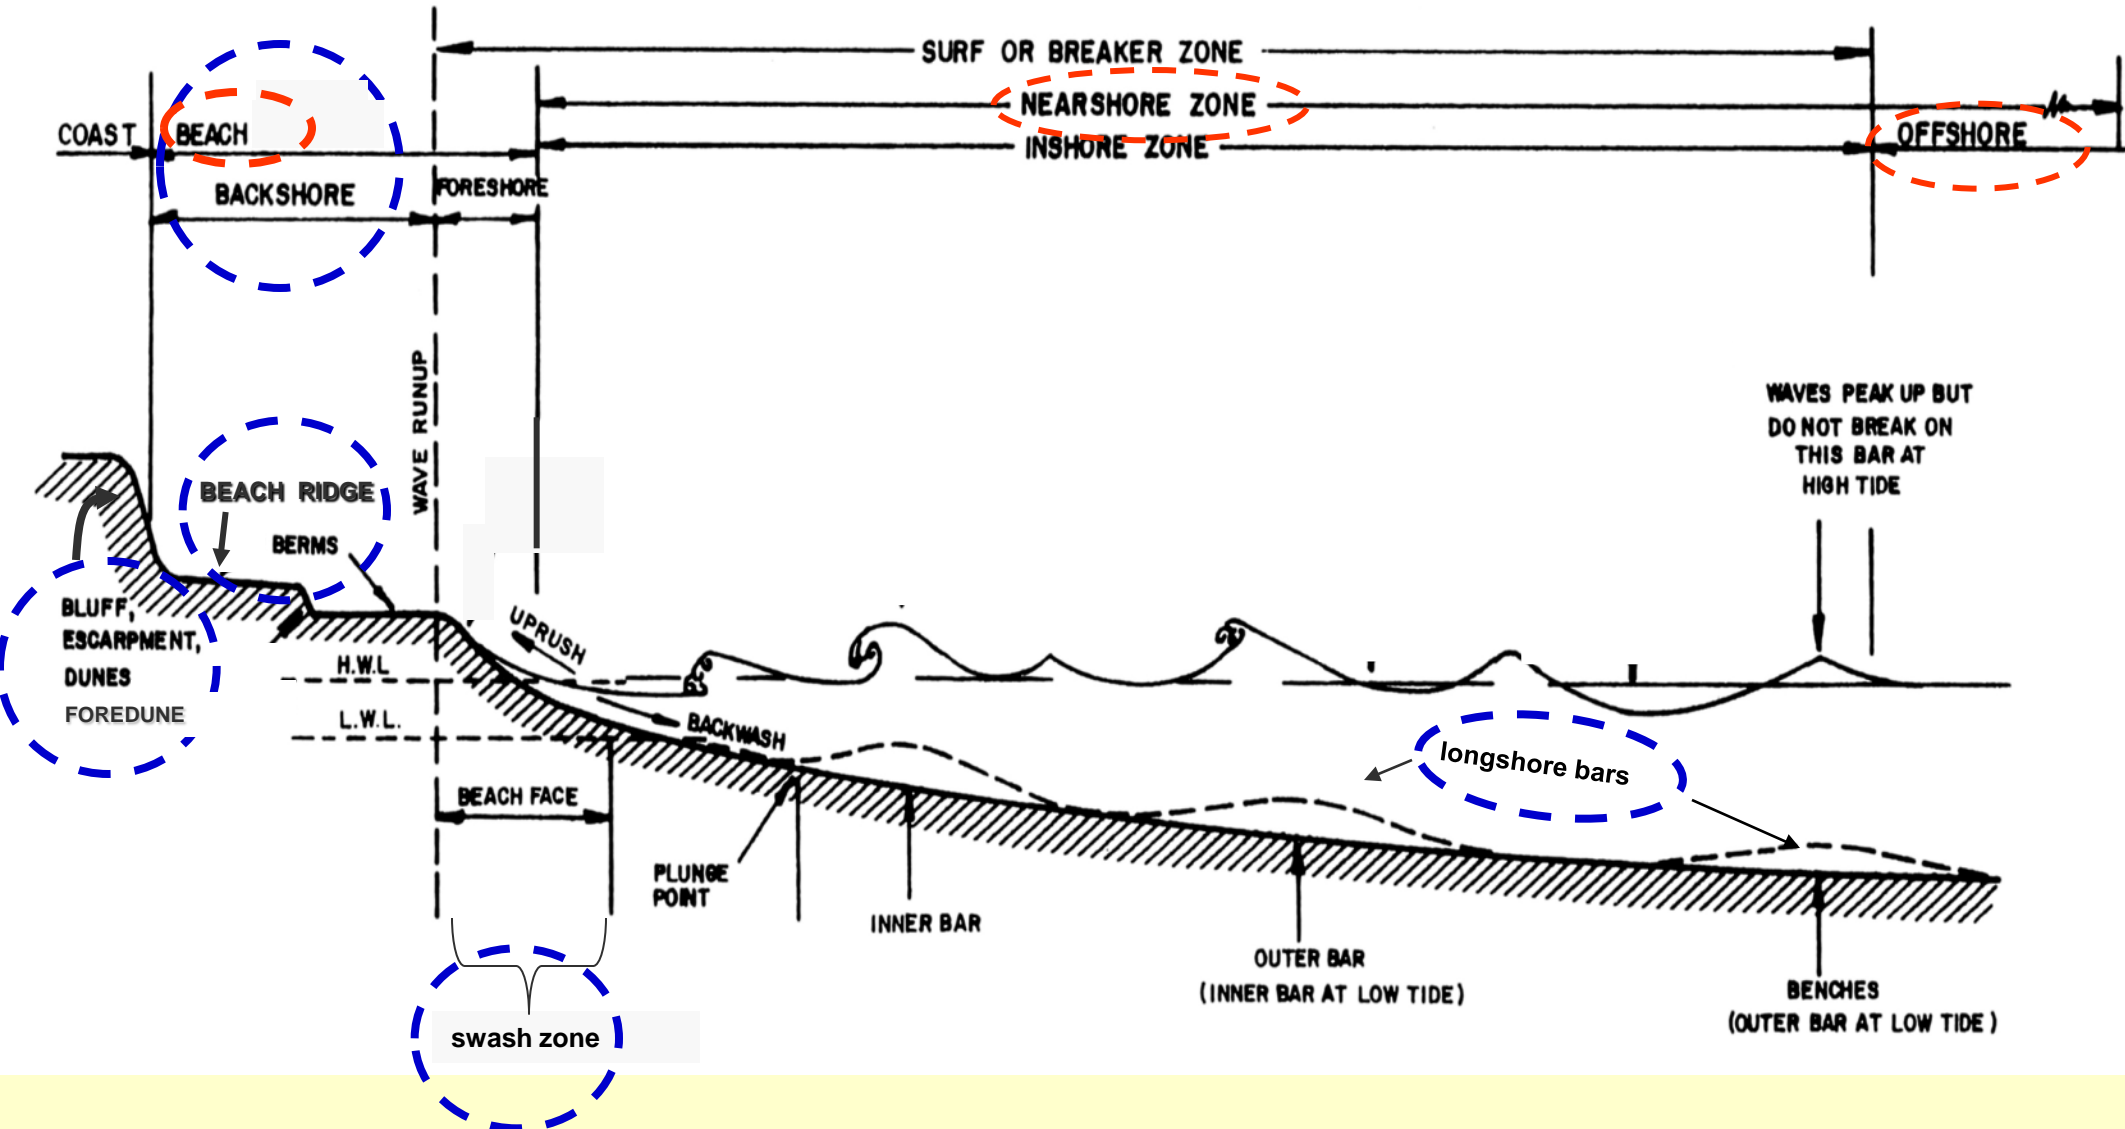 SURF OR BREAKER ZONE
NEARSHORE ZONE
COAST
BEACH
INSHORE ZONE
OFFSHORE
BACKSHORE
FORESHORE
WAVE RUNUP
WAVES PEAK UP BUT
DO NOT BREAK ON
THIS BAR AT
HIGH TIDE
BEACH RIDGE
BERMS
BLUFF,
ESCARPMENT,
DUNES
FOREDUNE
UPRUSH
H.W.L
L.W.L.
BACKWASH
longshore bars
BEACH FACE
PLUNGE
POINT
INNER BAR
OUTER BAR
(INNER BAR AT LOW TIDE)
BENCHES
(OUTER BAR AT LOW TIDE)
swash zone